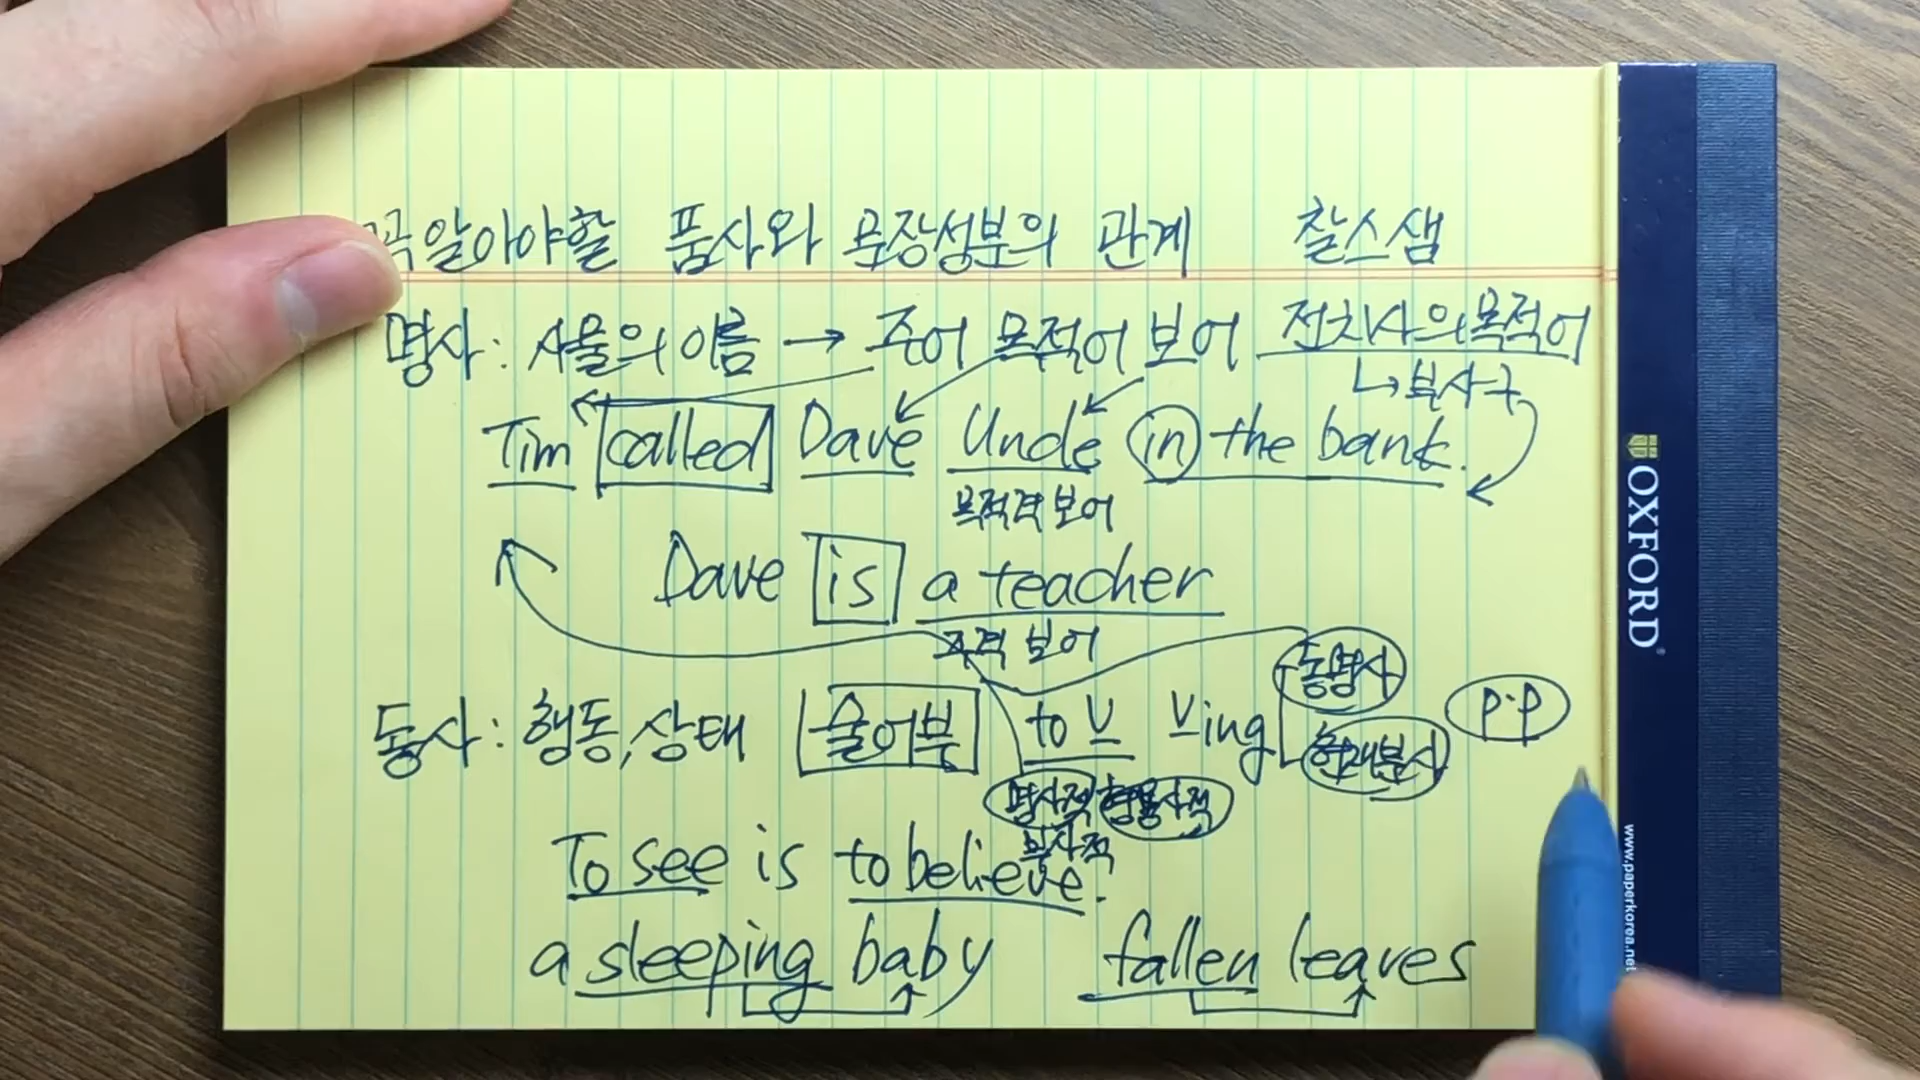 꼭알아야할 품사와 문장성분의 관계 찰스샘
명사: 사물의 이름 → 주어 목적어 보어 전치사의목적어
↳부사구
Tim called Dave Uncle in the bank.
목적격 보어
Dave is a teacher
주격 보어
동명사
동사: 행동,상태 술어부 to V Ving p.p
현재분사
명사적 형용사적
부사적
To see is to believe.
a sleeping baby fallen leaves
OXFORD
www.paperkorea.net